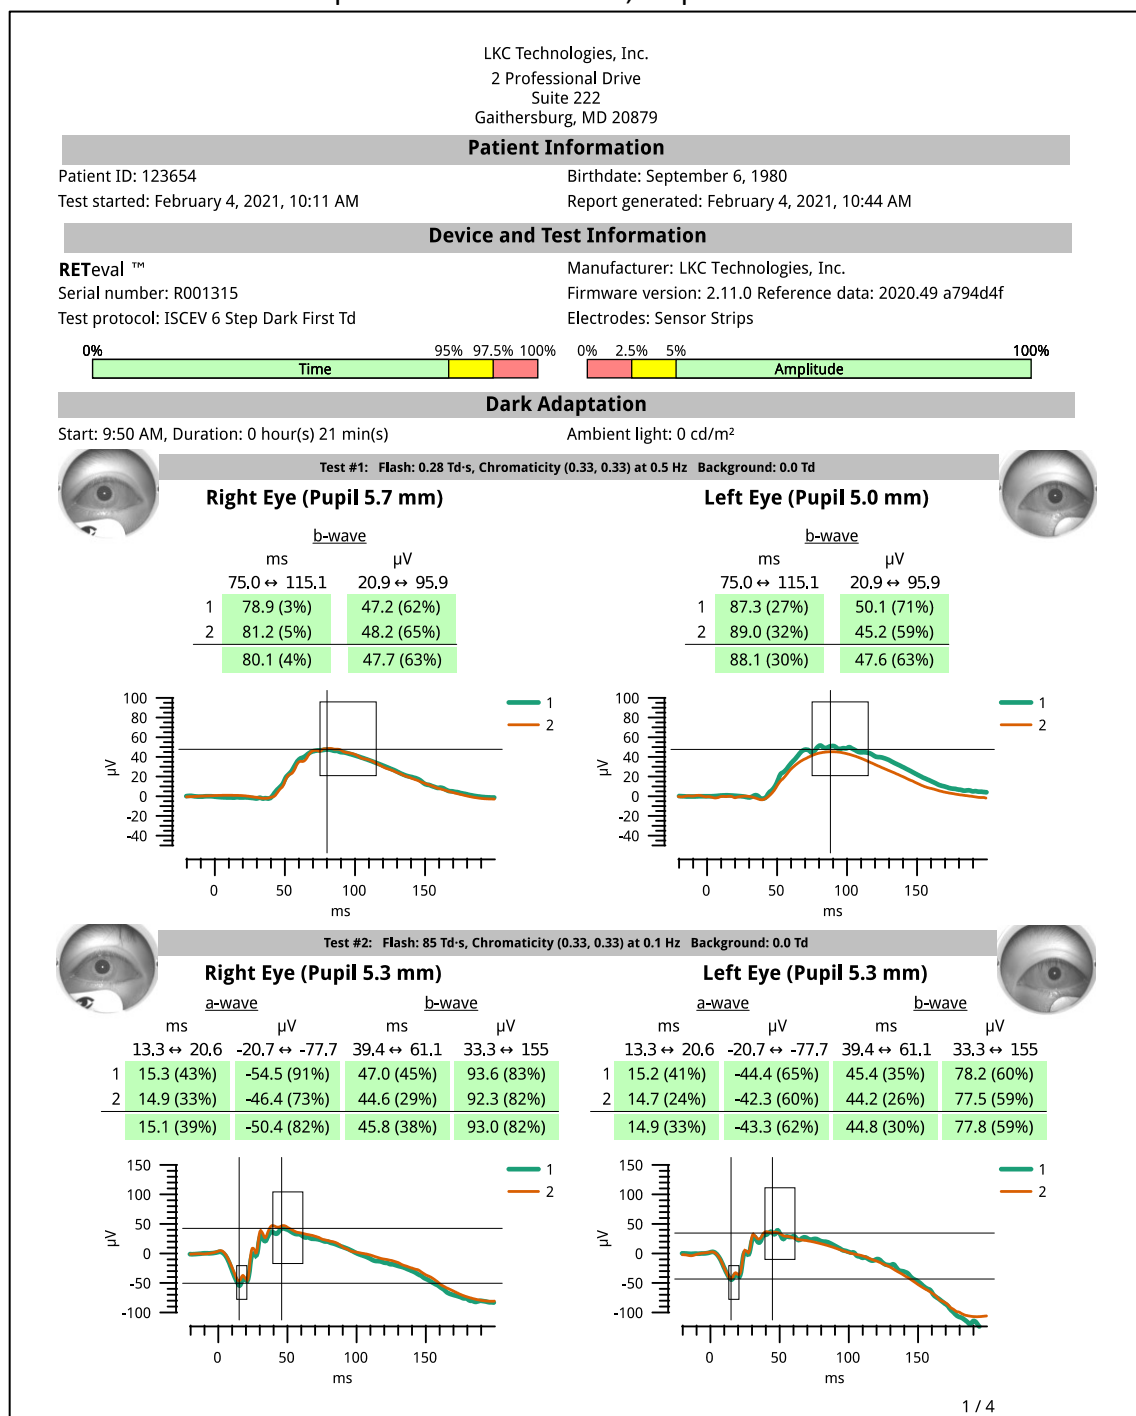 LKC Technologies, Inc.
2 Professional Drive
Suite 222
Gaithersburg, MD 20879
Patient Information
Patient ID: 123654 Birthdate: September 6, 1980
Test started: February 4, 2021, 10:11 AM Report generated: February 4, 2021, 10:44 AM
Device and Test Information
RETeval ™ Manufacturer: LKC Technologies, Inc.
Serial number: R001315 Firmware version: 2.11.0 Reference data: 2020.49 a794d4f
Test protocol: ISCEV 6 Step Dark First Td Electrodes: Sensor Strips
0% 95% 97.5% 100% 0% 2.5% 5% 100%
Time Amplitude
Dark Adaptation
Start: 9:50 AM, Duration: 0 hour(s) 21 min(s) Ambient light: 0 cd/m²
Test #1: Flash: 0.28 Td·s, Chromaticity (0.33, 0.33) at 0.5 Hz Background: 0.0 Td
Right Eye (Pupil 5.7 mm) Left Eye (Pupil 5.0 mm)
b-wave b-wave
ms µV ms µV
75.0 ↔ 115.1 20.9 ↔ 95.9 75.0 ↔ 115.1 20.9 ↔ 95.9
1 78.9 (3%) 47.2 (62%) 1 87.3 (27%) 50.1 (71%)
2 81.2 (5%) 48.2 (65%) 2 89.0 (32%) 45.2 (59%)
80.1 (4%) 47.7 (63%) 88.1 (30%) 47.6 (63%)
100 1 100 1
80 2 80 2
60 60
40 40
µV µV
20 20
0 0
-20 -20
-40 -40
0 50 100 150 0 50 100 150
ms ms
Test #2: Flash: 85 Td·s, Chromaticity (0.33, 0.33) at 0.1 Hz Background: 0.0 Td
Right Eye (Pupil 5.3 mm) Left Eye (Pupil 5.3 mm)
a-wave b-wave a-wave b-wave
ms µV ms µV ms µV ms µV
13.3 ↔ 20.6 -20.7 ↔ -77.7 39.4 ↔ 61.1 33.3 ↔ 155 13.3 ↔ 20.6 -20.7 ↔ -77.7 39.4 ↔ 61.1 33.3 ↔ 155
1 15.3 (43%) -54.5 (91%) 47.0 (45%) 93.6 (83%) 1 15.2 (41%) -44.4 (65%) 45.4 (35%) 78.2 (60%)
2 14.9 (33%) -46.4 (73%) 44.6 (29%) 92.3 (82%) 2 14.7 (24%) -42.3 (60%) 44.2 (26%) 77.5 (59%)
15.1 (39%) -50.4 (82%) 45.8 (38%) 93.0 (82%) 14.9 (33%) -43.3 (62%) 44.8 (30%) 77.8 (59%)
150 1 150 1
100 2 100 2
50 50
µV µV
0 0
-50 -50
-100 -100
0 50 100 150 0 50 100 150
ms ms
1 / 4